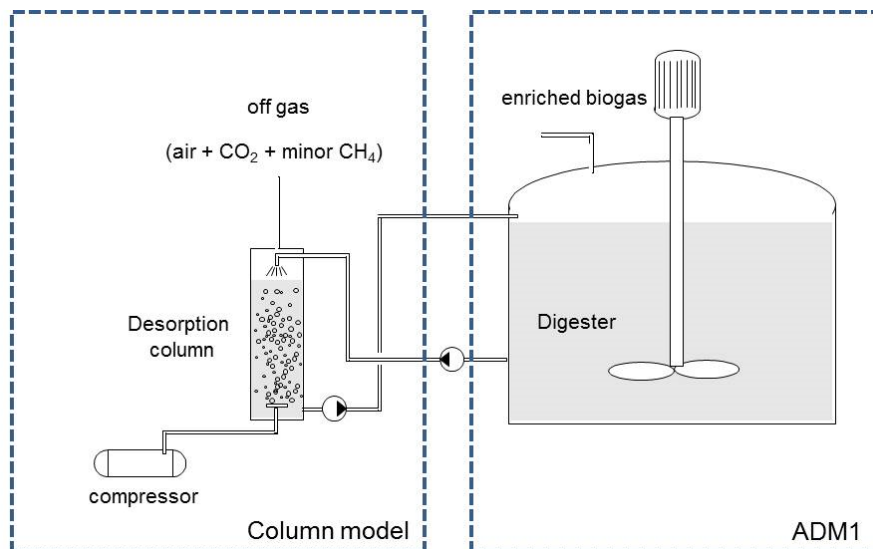 off gas
(air + CO₂ + minor CH₄)
enriched biogas
Desorption
column
Digester
compressor
Column model
ADM1